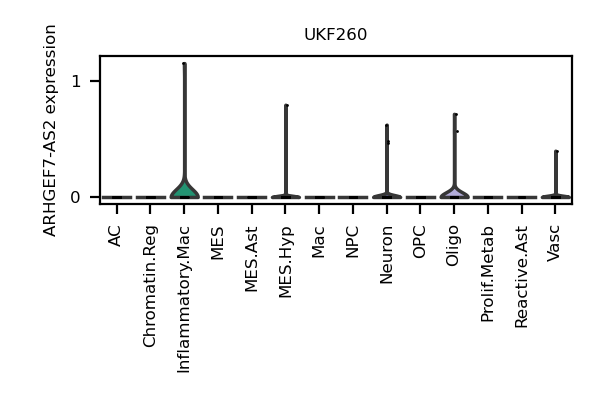 UKF260
ARHGEF7-AS2 expression
1
0
AC
Chromatin.Reg
Inflammatory.Mac
MES
MES.Ast
MES.Hyp
Mac
NPC
Neuron
OPC
Oligo
Prolif.Metab
Reactive.Ast
Vasc